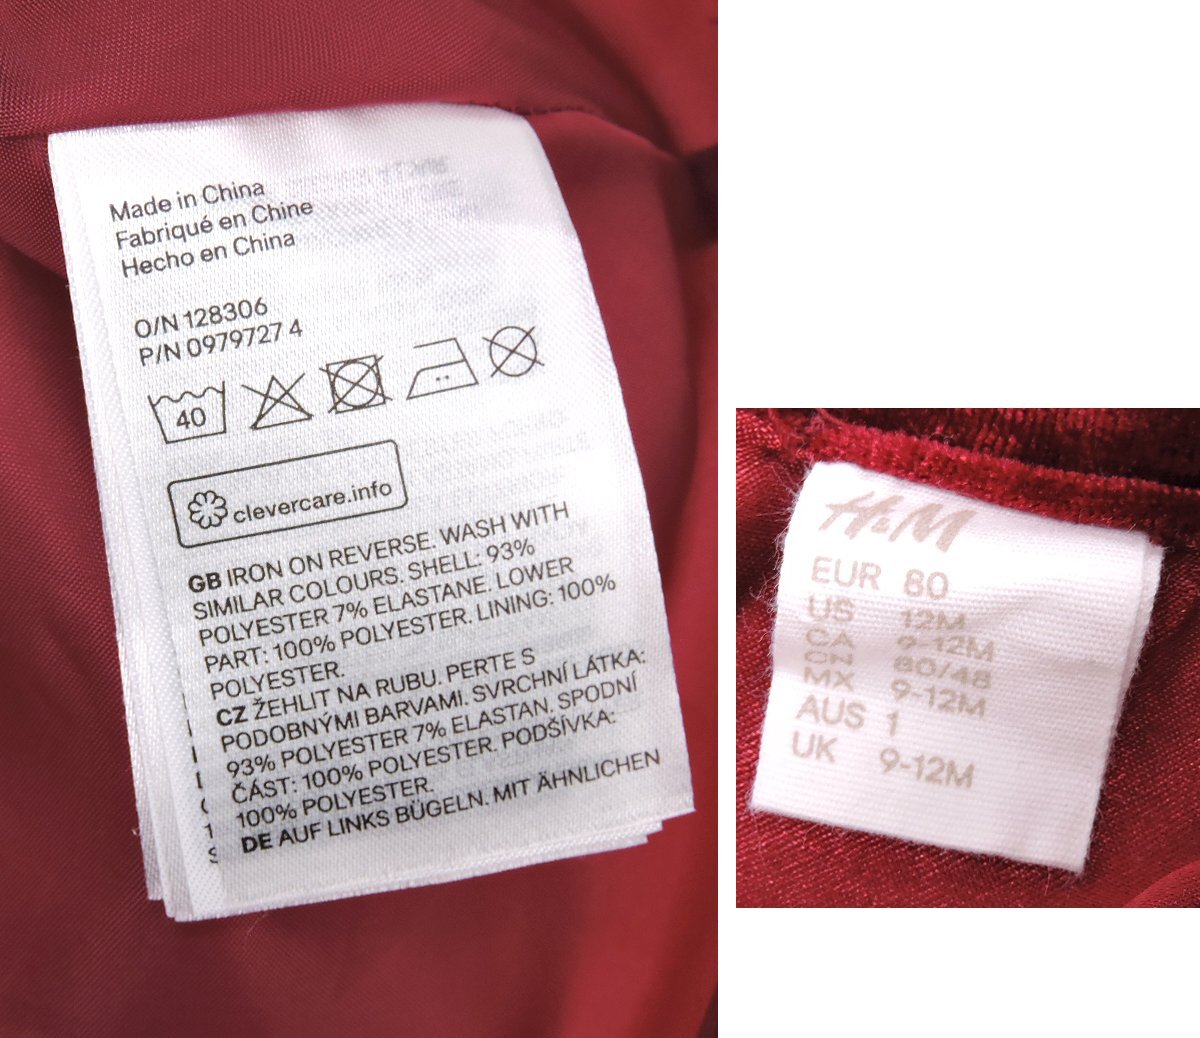 Made in China
Fabriqué en Chine
Hecho en China
O/N 128306
P/N 0979727 4
40
clevercare.info
GB IRON ON REVERSE. WASH WITH
SIMILAR COLOURS. SHELL: 93%
POLYESTER 7% ELASTANE. LOWER
PART: 100% POLYESTER. LINING: 100%
POLYESTER.
CZ ŽEHLIT NA RUBU. PERTE S
PODOBNÝMI BARVAMI. SVRCHNÍ LÁTKA:
93% POLYESTER 7% ELASTAN. SPODNÍ
ČÁST: 100% POLYESTER. PODŠÍVKA:
100% POLYESTER.
DE AUF LINKS BÜGELN. MIT ÄHNLICHEN
H&M
EUR 80
US 12M
CA 9-12M
CN 80/48
MX 9-12M
AUS 1
UK 9-12M